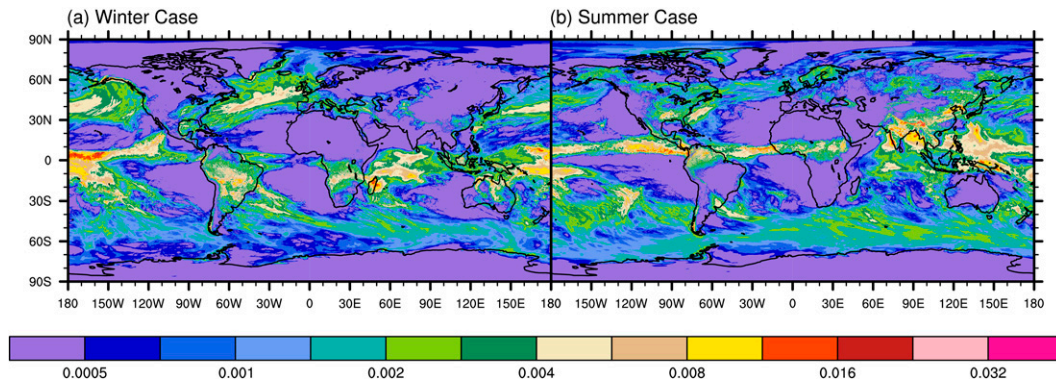 (a) Winter Case
(b) Summer Case
90N
60N
30N
0
30S
60S
90S
180 150W 120W 90W 60W 30W 0 30E 60E 90E 120E 150E 180 150W 120W 90W 60W 30W 0 30E 60E 90E 120E 150E 180
0.0005 0.001 0.002 0.004 0.008 0.016 0.032